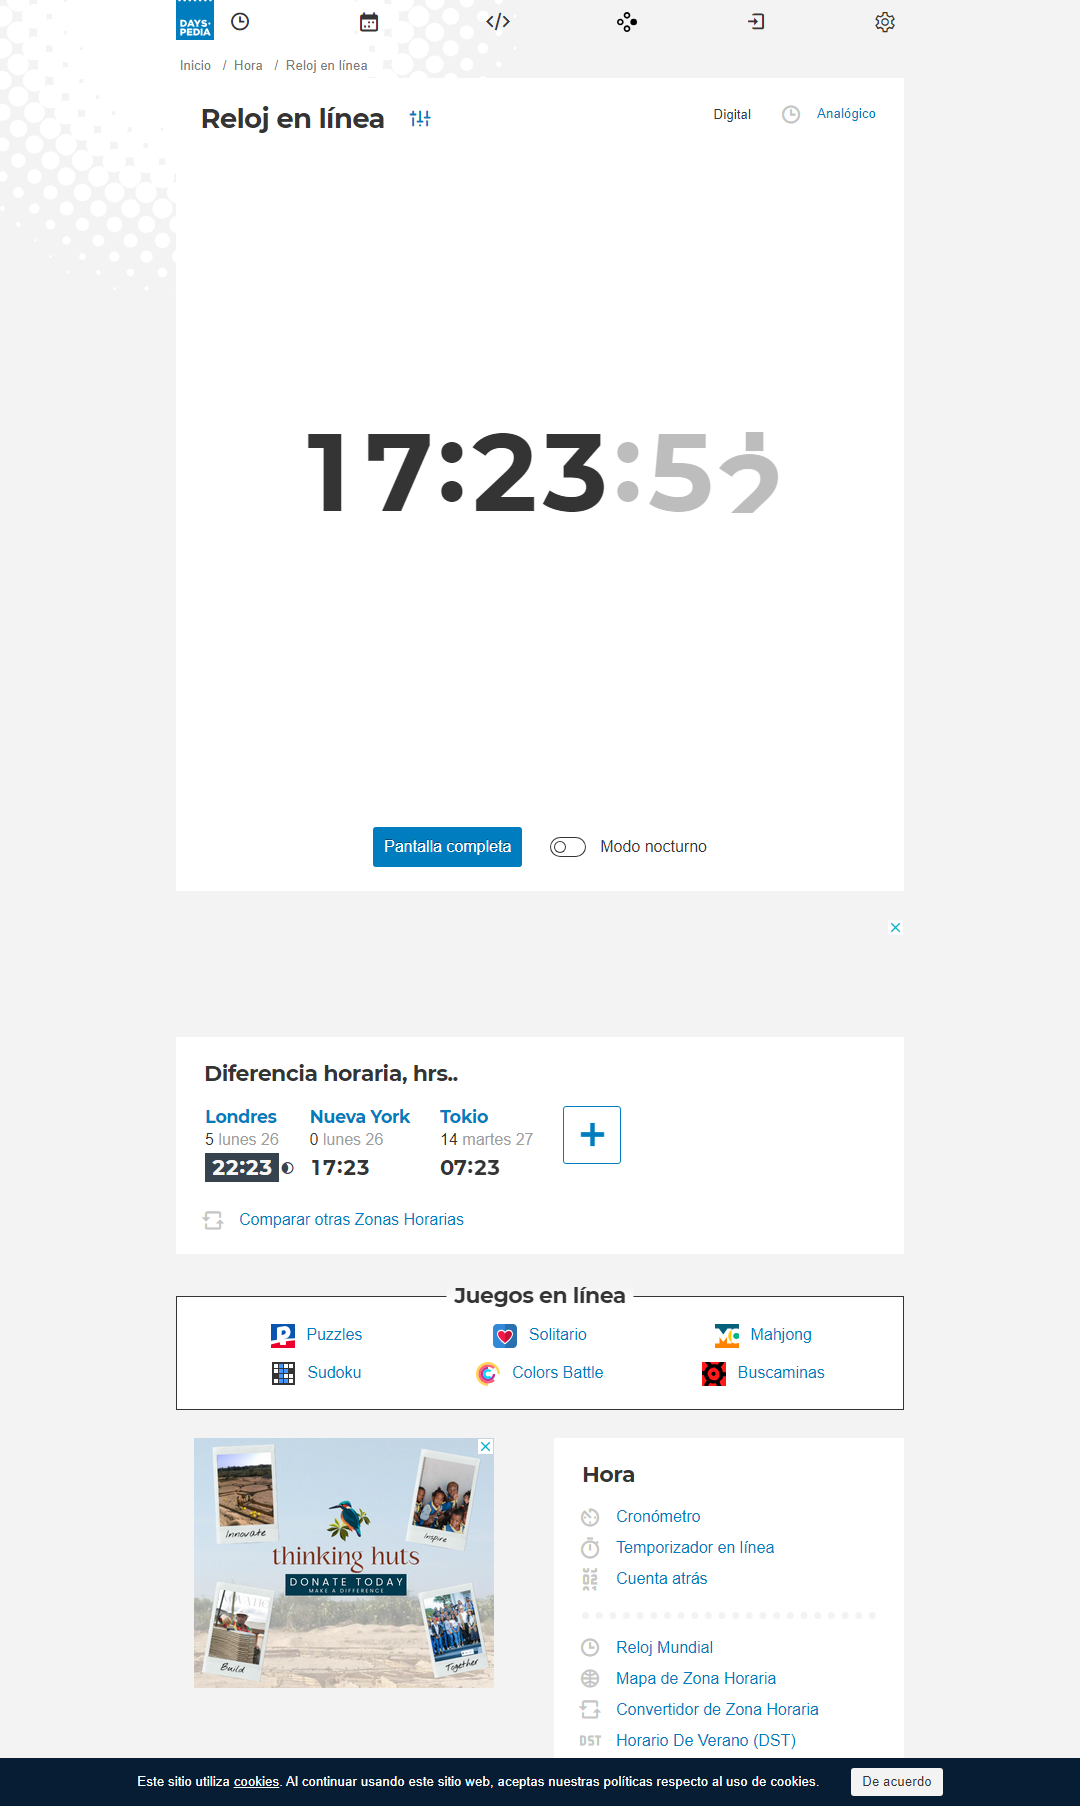 DAYS-
PEDIA
Inicio / Hora / Reloj en línea
Reloj en línea
Digital
Analógico
17:23:52
Pantalla completa
Modo nocturno
Diferencia horaria, hrs..
Londres
5 lunes 26
22:23
Nueva York
0 lunes 26
17:23
Tokio
14 martes 27
07:23
Comparar otras Zonas Horarias
Juegos en línea
Puzzles
Solitario
Mahjong
Sudoku
Colors Battle
Buscaminas
Innovate
Inspire
thinking huts
DONATE TODAY
MAKE A DIFFERENCE
Build
Together
Hora
Cronómetro
Temporizador en línea
Cuenta atrás
Reloj Mundial
Mapa de Zona Horaria
Convertidor de Zona Horaria
DST Horario De Verano (DST)
Este sitio utiliza cookies. Al continuar usando este sitio web, aceptas nuestras políticas respecto al uso de cookies.
De acuerdo